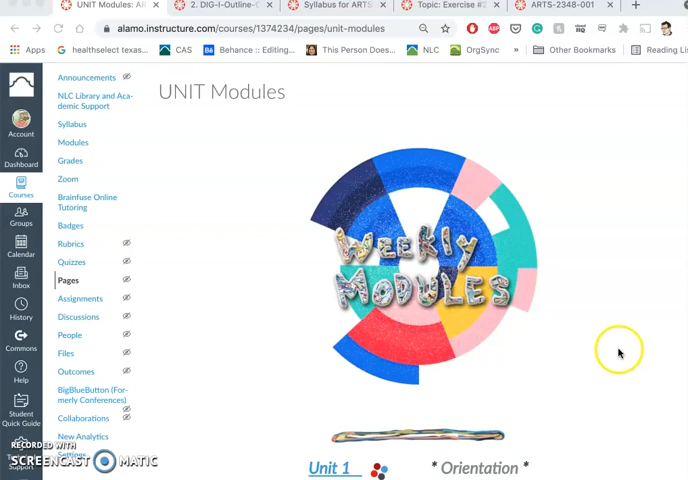 UNIT Modules: AR
2. DIG-I-Outline-C
Syllabus for ARTS
Topic: Exercise #2
ARTS-2348-001
alamo.instructure.com/courses/1374234/pages/unit-modules
Apps
healthselect texas...
CAS
Behance :: Editing...
This Person Does...
NLC
OrgSync
»
Other Bookmarks
Reading List
Account
Dashboard
Courses
Groups
Calendar
Inbox
History
Commons
Help
Student
Quick Guide
Support
Announcements
NLC Library and Aca-
demic Support
Syllabus
Modules
Grades
Zoom
Brainfuse Online
Tutoring
Badges
Rubrics
Quizzes
Pages
Assignments
Discussions
People
Files
Outcomes
BigBlueButton (For-
merly Conferences)
Collaborations
New Analytics
Settings
UNIT Modules
WEEKLY
MODULES
Unit 1
* Orientation *
RECORDED WITH
SCREENCAST MATIC